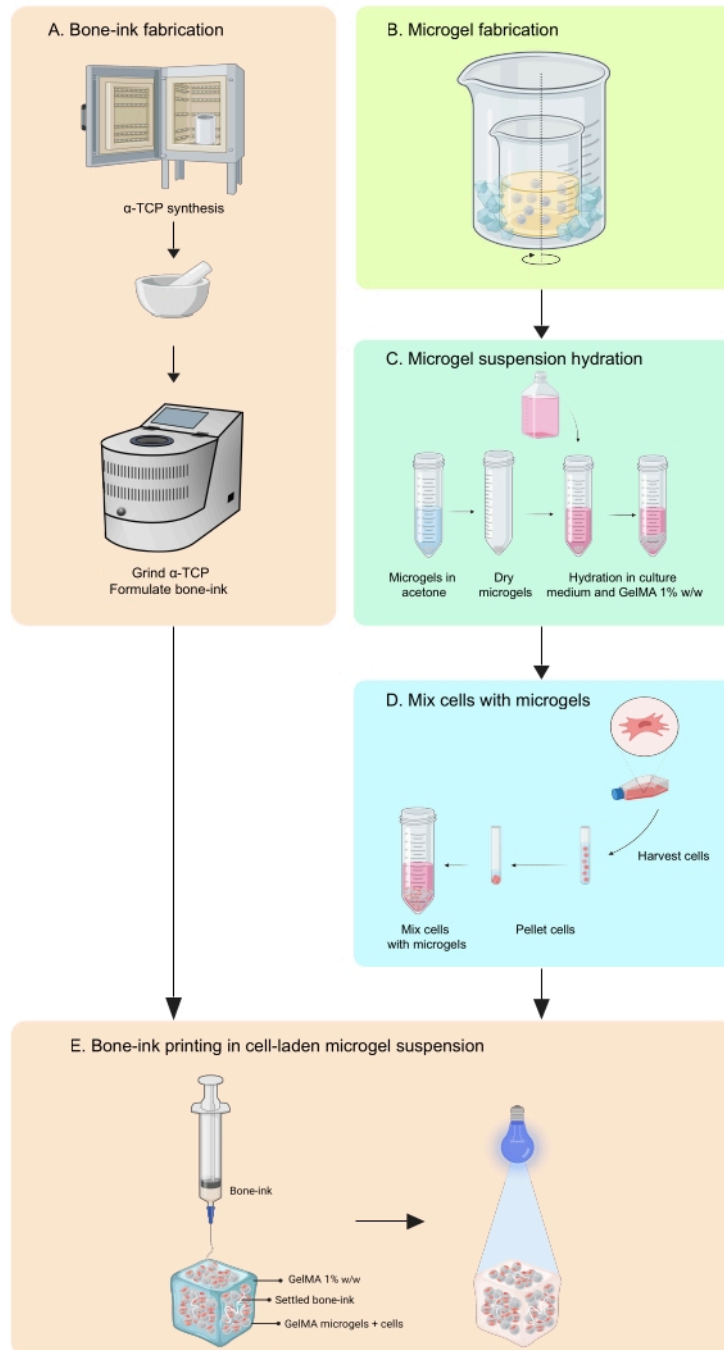 A. Bone-ink fabrication
α-TCP synthesis
Grind α-TCP
Formulate bone-ink
B. Microgel fabrication
C. Microgel suspension hydration
Microgels in
acetone
Dry
microgels
Hydration in culture
medium and GelMA 1% w/w
D. Mix cells with microgels
Harvest cells
Mix cells
with microgels
Pellet cells
E. Bone-ink printing in cell-laden microgel suspension
Bone-ink
GelMA 1% w/w
Settled bone-ink
GelMA microgels + cells